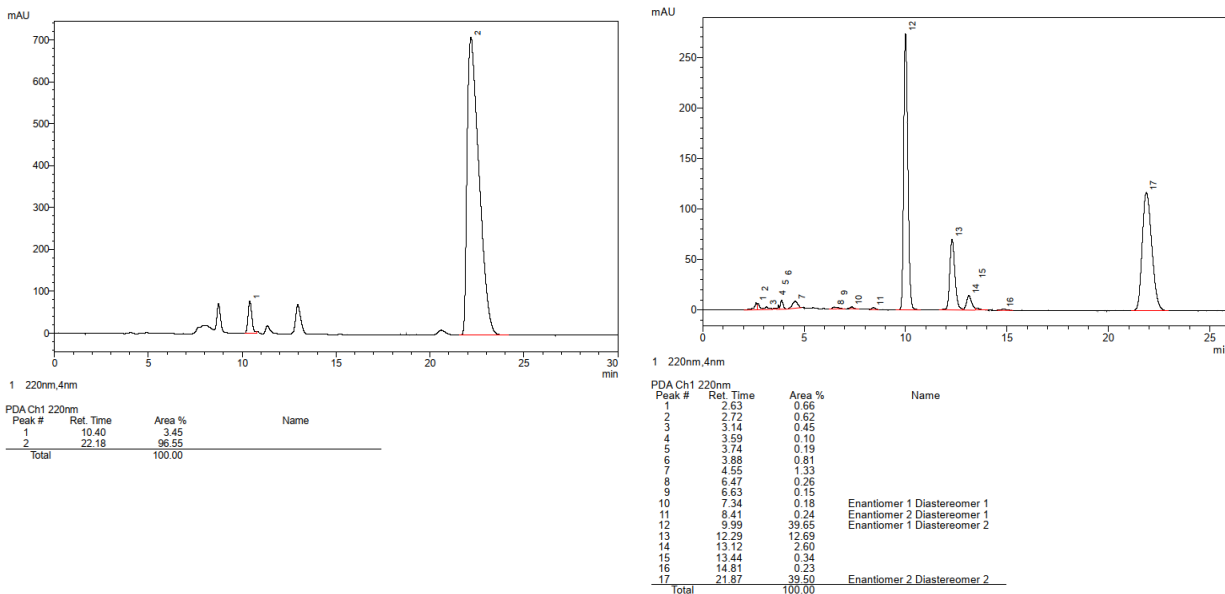 mAU
700
600
500
400
300
200
100
0
1
2
0 5 10 15 20 25 30
min
1 220nm,4nm
PDA Ch1 220nm
Peak # Ret. Time Area % Name
1 10.40 3.45
2 22.18 96.55
Total 100.00
mAU
250
200
150
100
50
0
1 2 3 4 5 6 7 8 9 10 11 12 13 14 15 16 17
0 5 10 15 20 25
mi
1 220nm,4nm
PDA Ch1 220nm
Peak # Ret. Time Area % Name
1 2.63 0.66
2 2.72 0.62
3 3.14 0.45
4 3.59 0.10
5 3.74 0.19
6 3.88 0.81
7 4.55 1.33
8 6.47 0.26
9 6.63 0.15
10 7.34 0.18 Enantiomer 1 Diastereomer 1
11 8.41 0.24 Enantiomer 2 Diastereomer 1
12 9.99 39.65 Enantiomer 1 Diastereomer 2
13 12.29 12.69
14 13.12 2.60
15 13.44 0.34
16 14.81 0.23
17 21.87 39.50 Enantiomer 2 Diastereomer 2
Total 100.00